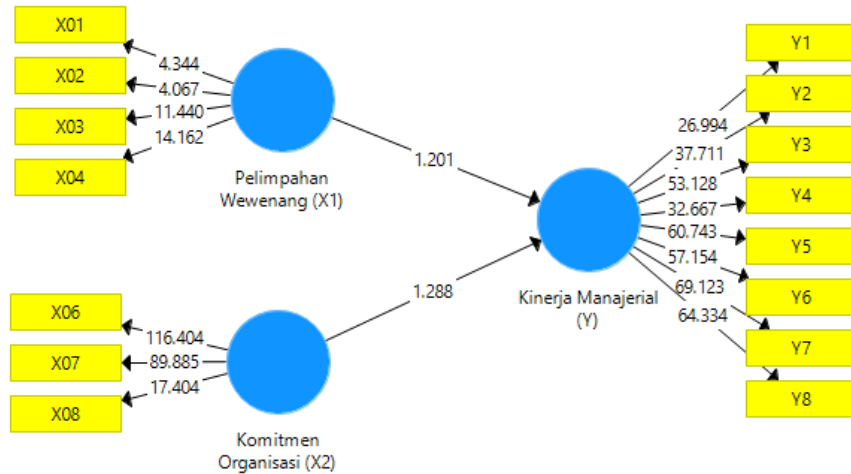 X01
X02
X03
X04
4.344
4.067
11.440
14.162
Pelimpahan
Wewenang (X1)
1.201
X06
X07
X08
116.404
89.885
17.404
Komitmen
Organisasi (X2)
1.288
Kinerja Manajerial
(Y)
26.994
37.711
53.128
32.667
60.743
57.154
69.123
64.334
Y1
Y2
Y3
Y4
Y5
Y6
Y7
Y8